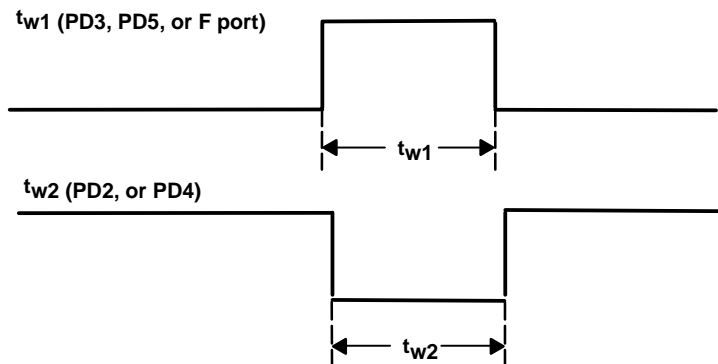 tw1 (PD3, PD5, or F port)
tw1
tw2 (PD2, or PD4)
tw2